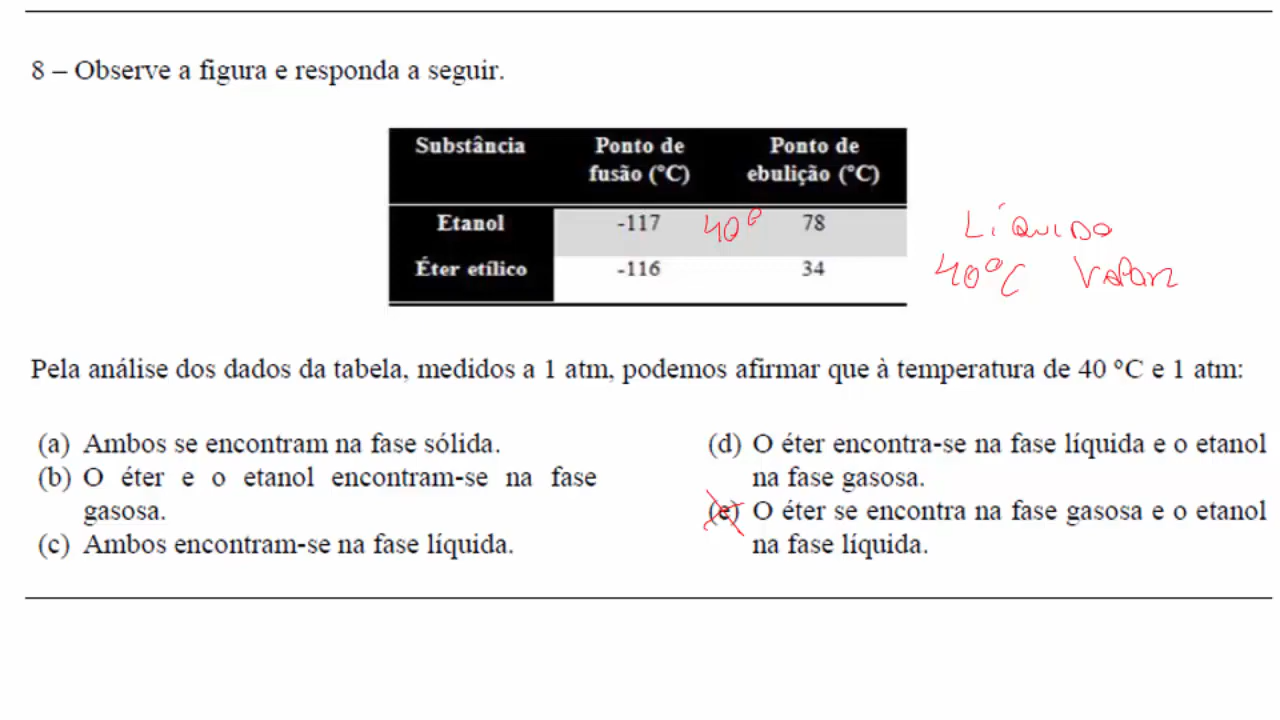 8 – Observe a figura e responda a seguir.
Substância Ponto de fusão (°C) Ponto de ebulição (°C)
Etanol -117 40° 78 LÍQUIDO
Éter etílico -116 34 40°C VAPOR
Pela análise dos dados da tabela, medidos a 1 atm, podemos afirmar que à temperatura de 40 °C e 1 atm:
(a) Ambos se encontram na fase sólida.
(b) O éter e o etanol encontram-se na fase
gasosa.
(c) Ambos encontram-se na fase líquida.
(d) O éter encontra-se na fase líquida e o etanol
na fase gasosa.
(e) O éter se encontra na fase gasosa e o etanol
na fase líquida.